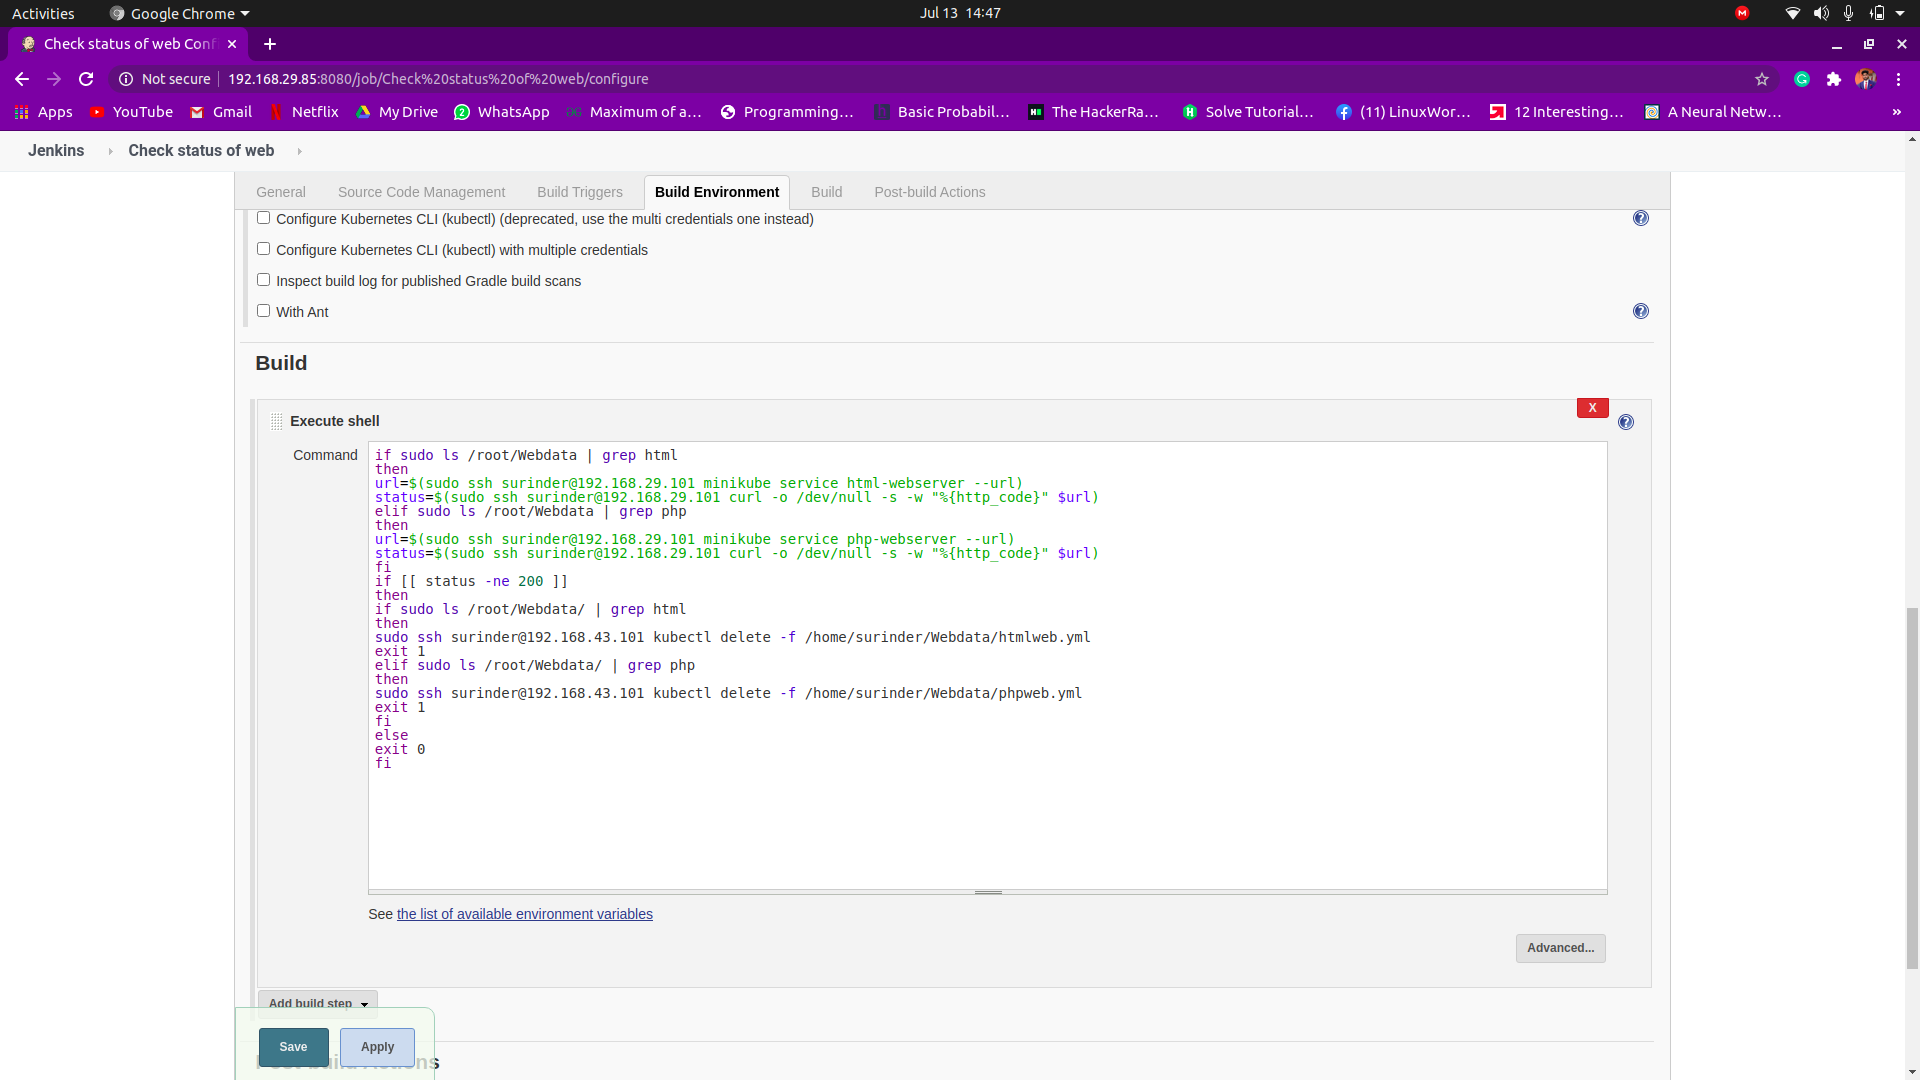 Activities Google Chrome Jul 13 14:47
Check status of web Conf
Not secure 192.168.29.85:8080/job/Check%20status%20of%20web/configure
Apps YouTube Gmail Netflix My Drive WhatsApp Maximum of a... Programming... Basic Probabil... The HackerRa... Solve Tutorial... (11) LinuxWor... 12 Interesting... A Neural Netw... »
Jenkins Check status of web
General Source Code Management Build Triggers Build Environment Build Post-build Actions
Configure Kubernetes CLI (kubectl) (deprecated, use the multi credentials one instead)
Configure Kubernetes CLI (kubectl) with multiple credentials
Inspect build log for published Gradle build scans
With Ant
Build
X
Execute shell
Command
if sudo ls /root/Webdata | grep html
then
url=$(sudo ssh surinder@192.168.29.101 minikube service html-webserver --url)
status=$(sudo ssh surinder@192.168.29.101 curl -o /dev/null -s -w "%{http_code}" $url)
elif sudo ls /root/Webdata | grep php
then
url=$(sudo ssh surinder@192.168.29.101 minikube service php-webserver --url)
status=$(sudo ssh surinder@192.168.29.101 curl -o /dev/null -s -w "%{http_code}" $url)
fi
if [[ status -ne 200 ]]
then
if sudo ls /root/Webdata/ | grep html
then
sudo ssh surinder@192.168.43.101 kubectl delete -f /home/surinder/Webdata/htmlweb.yml
exit 1
elif sudo ls /root/Webdata/ | grep php
then
sudo ssh surinder@192.168.43.101 kubectl delete -f /home/surinder/Webdata/phpweb.yml
exit 1
fi
else
exit 0
fi
See the list of available environment variables
Advanced...
Add build step
Save Apply
Post-build Actions